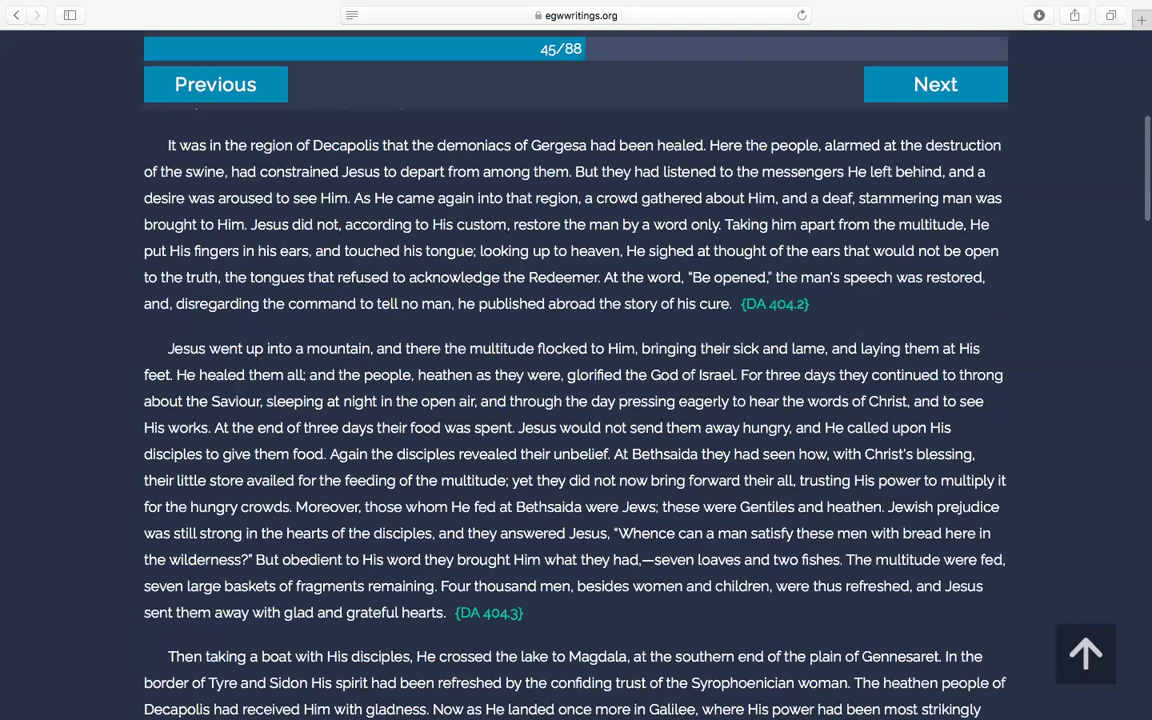 egwwritings.org
45/88
Previous
Next
It was in the region of Decapolis that the demoniacs of Gergesa had been healed. Here the people, alarmed at the destruction
of the swine, had constrained Jesus to depart from among them. But they had listened to the messengers He left behind, and a
desire was aroused to see Him. As He came again into that region, a crowd gathered about Him, and a deaf, stammering man was
brought to Him. Jesus did not, according to His custom, restore the man by a word only. Taking him apart from the multitude, He
put His fingers in his ears, and touched his tongue; looking up to heaven, He sighed at thought of the ears that would not be open
to the truth, the tongues that refused to acknowledge the Redeemer. At the word, “Be opened,” the man’s speech was restored,
and, disregarding the command to tell no man, he published abroad the story of his cure. {DA 404.2}
Jesus went up into a mountain, and there the multitude flocked to Him, bringing their sick and lame, and laying them at His
feet. He healed them all; and the people, heathen as they were, glorified the God of Israel. For three days they continued to throng
about the Saviour, sleeping at night in the open air, and through the day pressing eagerly to hear the words of Christ, and to see
His works. At the end of three days their food was spent. Jesus would not send them away hungry, and He called upon His
disciples to give them food. Again the disciples revealed their unbelief. At Bethsaida they had seen how, with Christ’s blessing,
their little store availed for the feeding of the multitude; yet they did not now bring forward their all, trusting His power to multiply it
for the hungry crowds. Moreover, those whom He fed at Bethsaida were Jews; these were Gentiles and heathen. Jewish prejudice
was still strong in the hearts of the disciples, and they answered Jesus, “Whence can a man satisfy these men with bread here in
the wilderness?” But obedient to His word they brought Him what they had,—seven loaves and two fishes. The multitude were fed,
seven large baskets of fragments remaining. Four thousand men, besides women and children, were thus refreshed, and Jesus
sent them away with glad and grateful hearts. {DA 404.3}
Then taking a boat with His disciples, He crossed the lake to Magdala, at the southern end of the plain of Gennesaret. In the
border of Tyre and Sidon His spirit had been refreshed by the confiding trust of the Syrophoenician woman. The heathen people of
Decapolis had received Him with gladness. Now as He landed once more in Galilee, where His power had been most strikingly